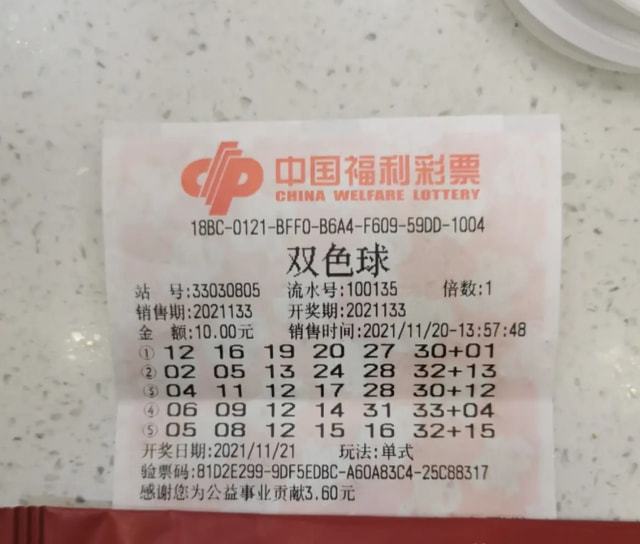 中国福利彩票
CHINA WELFARE LOTTERY
18BC-0121-BFF0-B6A4-F609-59DD-1004
双色球
站 号:33030805 流水号:100135 倍数:1
销售期:2021133 开奖期:2021133
金 额:10.00元 销售时间:2021/11/20-13:57:48
① 12 16 19 20 27 30+01
② 02 05 13 24 28 32+13
③ 04 11 12 17 28 30+12
④ 06 09 12 14 31 33+04
⑤ 05 08 12 15 16 32+15
开奖日期:2021/11/21 玩法:单式
验票码:81D2E299-9DF5EDBC-A60A83C4-25C88317
感谢您为公益事业贡献3.60元